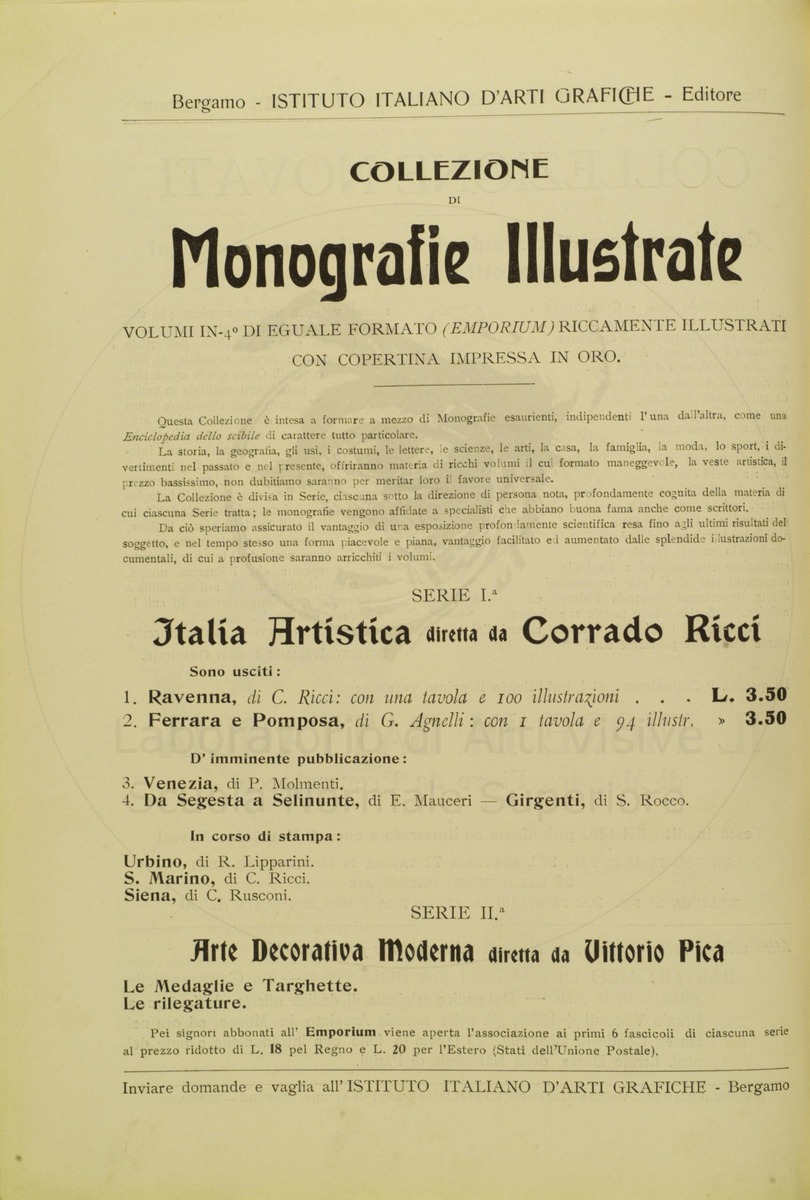 Bergamo - ISTITUTO ITALIANO D'ARTI GRAFICHE - Editore
COLLEZIONE
DI
Monografie Illustrate
VOLUMI IN-4º DI EGUALE FORMATO (EMPORIUM) RICCAMENTE ILLUSTRATI
CON COPERTINA IMPRESSA IN ORO.
Questa Collezione è intesa a formare a mezzo di Monografie esaurienti, indipendenti l'una dall'altra, come una
Enciclopedia dello scibile di carattere tutto particolare.
La storia, la geografia, gli usi, i costumi, le lettere, le scienze, le arti, la casa, la famiglia, la moda, lo sport, i di-
vertimenti nel passato e nel presente, offriranno materia di ricchi volumi il cui formato maneggevole, la veste artistica, il
prezzo bassissimo, non dubitiamo saranno per meritar loro il favore universale.
La Collezione è divisa in Serie, ciascuna sotto la direzione di persona nota, profondamente cognita della materia di
cui ciascuna Serie tratta; le monografie vengono affidate a specialisti che abbiano buona fama anche come scrittori.
Da ciò speriamo assicurato il vantaggio di una esposizione profondamente scientifica resa fino agli ultimi risultati del
soggetto, e nel tempo stesso una forma piacevole e piana, vantaggio facilitato ed aumentato dalle splendide illustrazioni do-
cumentali, di cui a profusione saranno arricchiti i volumi.
SERIE I.ª
Italia Artistica diretta da Corrado Ricci
Sono usciti:
1. Ravenna, di C. Ricci: con una tavola e 100 illustrazioni . . . L. 3.50
2. Ferrara e Pomposa, di G. Agnelli: con 1 tavola e 94 illustr. » 3.50
D'imminente pubblicazione:
3. Venezia, di P. Molmenti.
4. Da Segesta a Selinunte, di E. Mauceri — Girgenti, di S. Rocco.
In corso di stampa:
Urbino, di R. Lipparini.
S. Marino, di C. Ricci.
Siena, di C. Rusconi.
SERIE II.ª
Arte Decorativa Moderna diretta da Vittorio Pica
Le Medaglie e Targhette.
Le rilegature.
Pei signori abbonati all' Emporium viene aperta l'associazione ai primi 6 fascicoli di ciascuna serie
al prezzo ridotto di L. 18 pel Regno e L. 20 per l'Estero (Stati dell'Unione Postale).
Inviare domande e vaglia all'ISTITUTO ITALIANO D'ARTI GRAFICHE - Bergamo